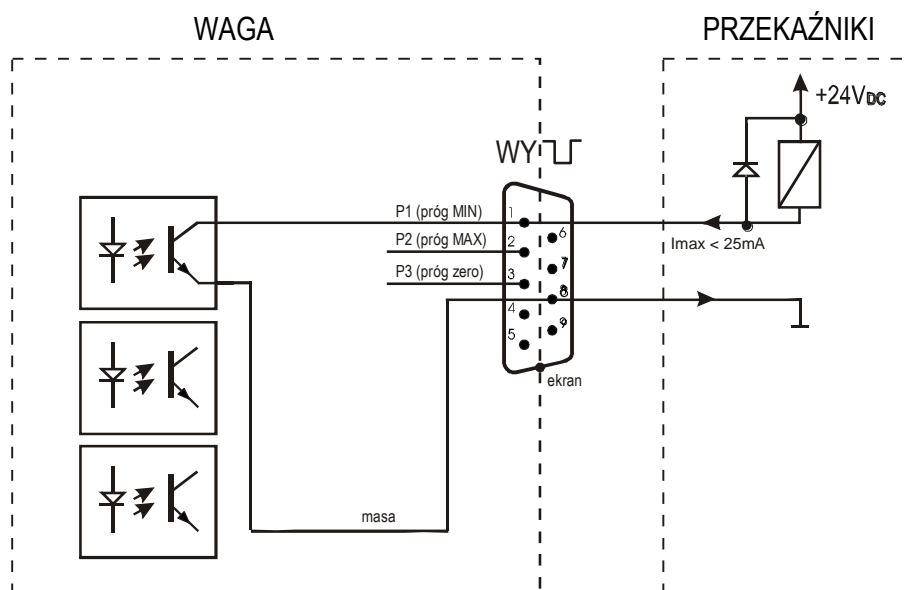 WAGA
PRZEKAŹNIKI
+24VDC
WY
P1 (próg MIN)
1
6
Imax < 25mA
P2 (próg MAX)
2
7
P3 (próg zero)
3
8
4
9
5
ekran
masa